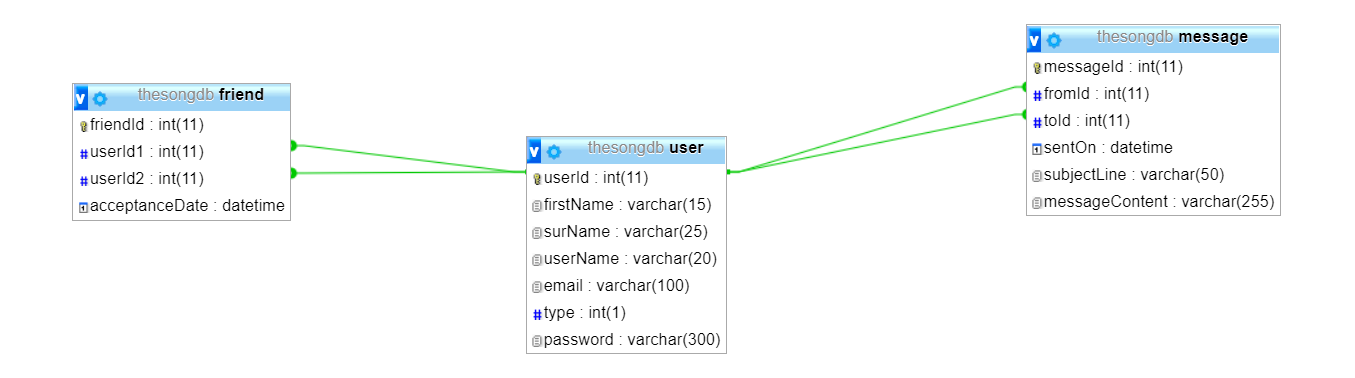 thesongdb friend
friendId : int(11)
userId1 : int(11)
userId2 : int(11)
acceptanceDate : datetime
thesongdb user
userId : int(11)
firstName : varchar(15)
surName : varchar(25)
userName : varchar(20)
email : varchar(100)
type : int(1)
password : varchar(300)
thesongdb message
messageId : int(11)
fromId : int(11)
toId : int(11)
sentOn : datetime
subjectLine : varchar(50)
messageContent : varchar(255)